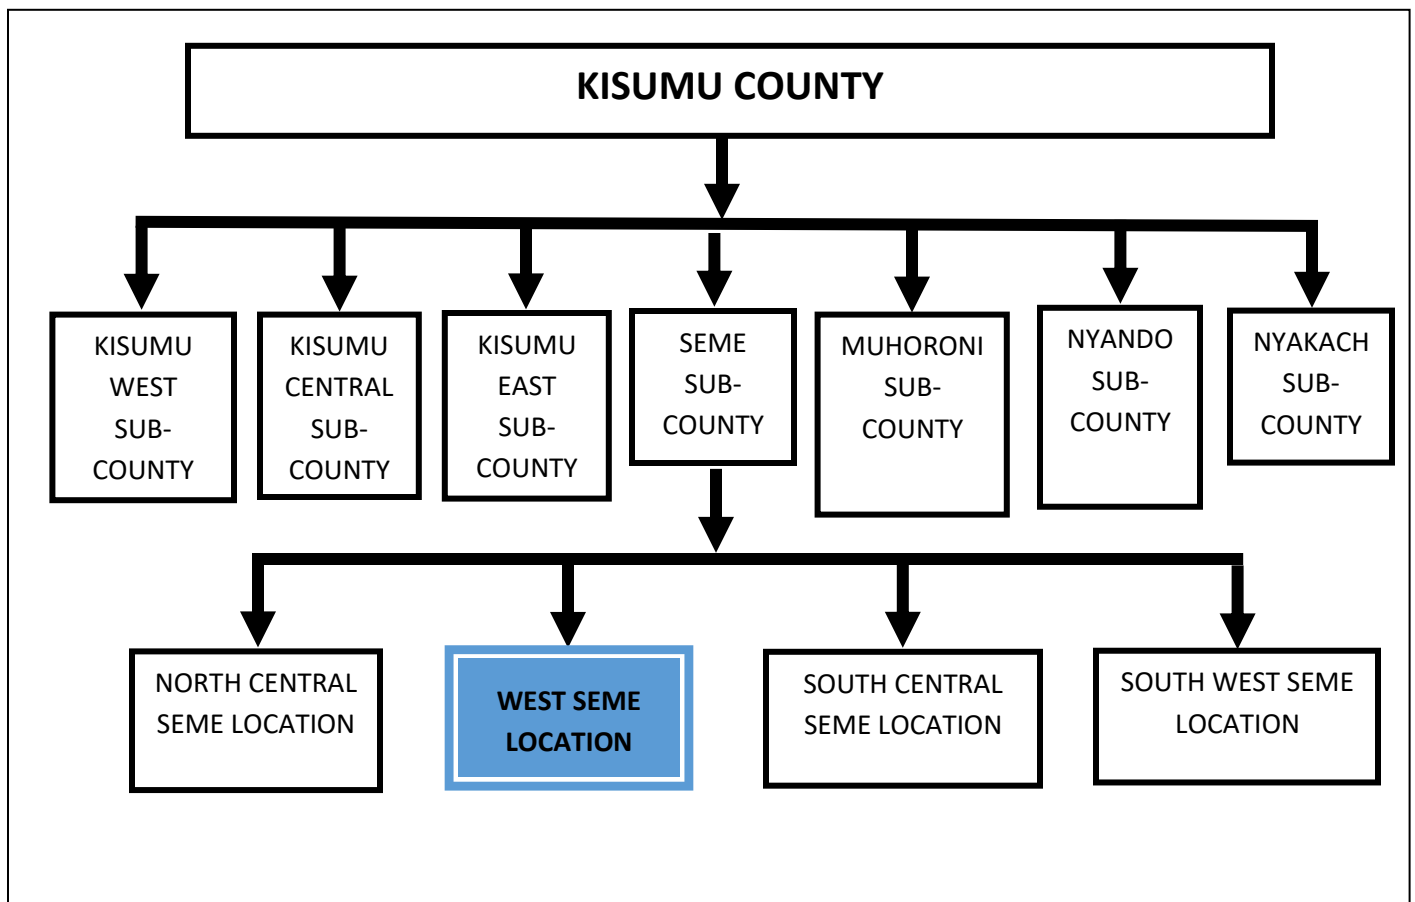 KISUMU COUNTY
KISUMU
WEST
SUB-
COUNTY
KISUMU
CENTRAL
SUB-
COUNTY
KISUMU
EAST
SUB-
COUNTY
SEME
SUB-
COUNTY
MUHORONI
SUB-
COUNTY
NYANDO
SUB-
COUNTY
NYAKACH
SUB-
COUNTY
NORTH CENTRAL
SEME LOCATION
WEST SEME
LOCATION
SOUTH CENTRAL
SEME LOCATION
SOUTH WEST SEME
LOCATION